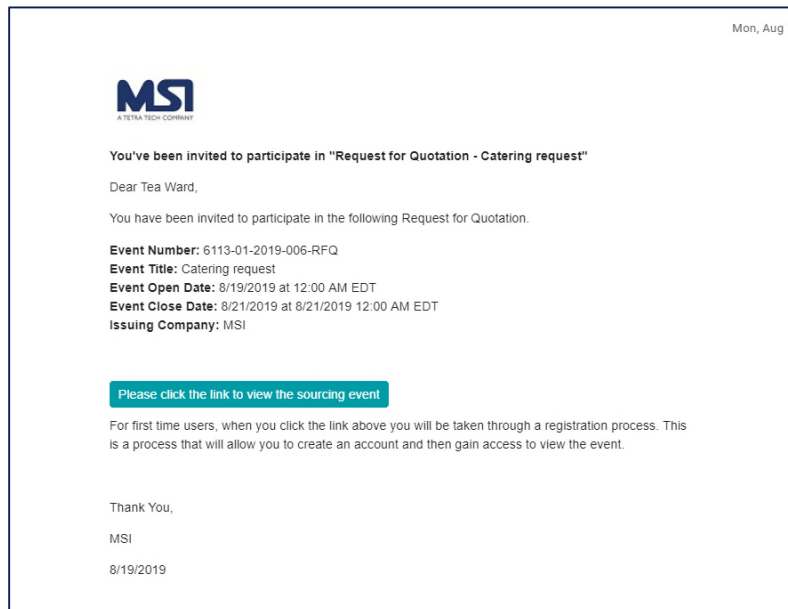 Mon, Aug
MSI
A TETRA TECH COMPANY
You've been invited to participate in "Request for Quotation - Catering request"
Dear Tea Ward,
You have been invited to participate in the following Request for Quotation.
Event Number: 6113-01-2019-006-RFQ
Event Title: Catering request
Event Open Date: 8/19/2019 at 12:00 AM EDT
Event Close Date: 8/21/2019 at 8/21/2019 12:00 AM EDT
Issuing Company: MSI
Please click the link to view the sourcing event
For first time users, when you click the link above you will be taken through a registration process. This
is a process that will allow you to create an account and then gain access to view the event.
Thank You,
MSI
8/19/2019